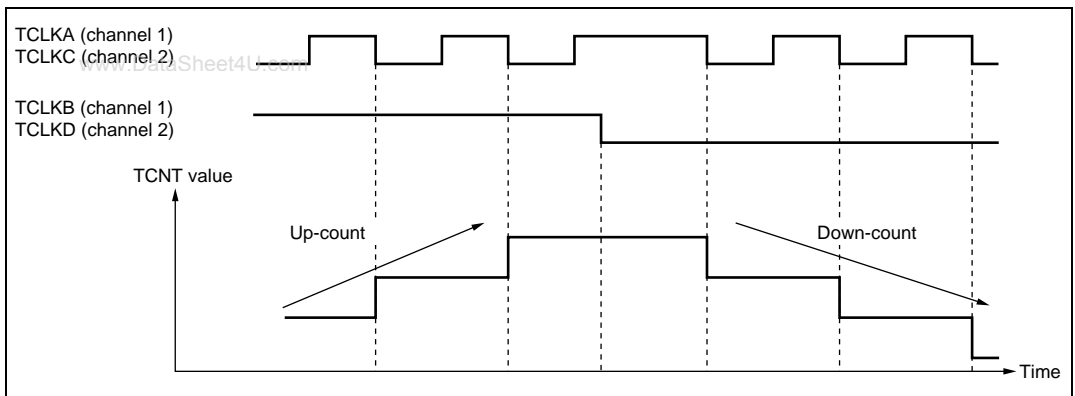 TCLKA (channel 1)
TCLKC (channel 2)
www.DataSheet4U.com
TCLKB (channel 1)
TCLKD (channel 2)
TCNT value
Up-count
Down-count
Time